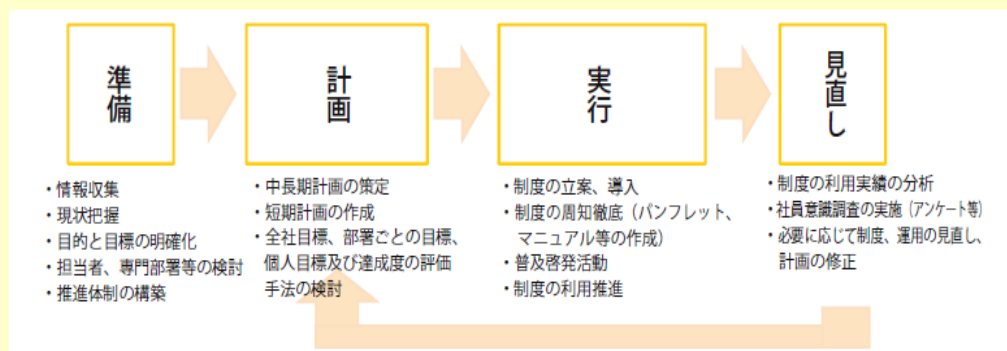 準備
計画
実行
見直し
・情報収集
・現状把握
・目的と目標の明確化
・担当者、専門部署等の検討
・推進体制の構築
・中長期計画の策定
・短期計画の作成
・全社目標、部署ごとの目標、
個人目標及び達成度の評価
手法の検討
・制度の立案、導入
・制度の周知徹底（パンフレット、
マニュアル等の作成）
・普及啓発活動
・制度の利用推進
・制度の利用実績の分析
・社員意識調査の実施（アンケート等）
・必要に応じて制度、運用の見直し、
計画の修正